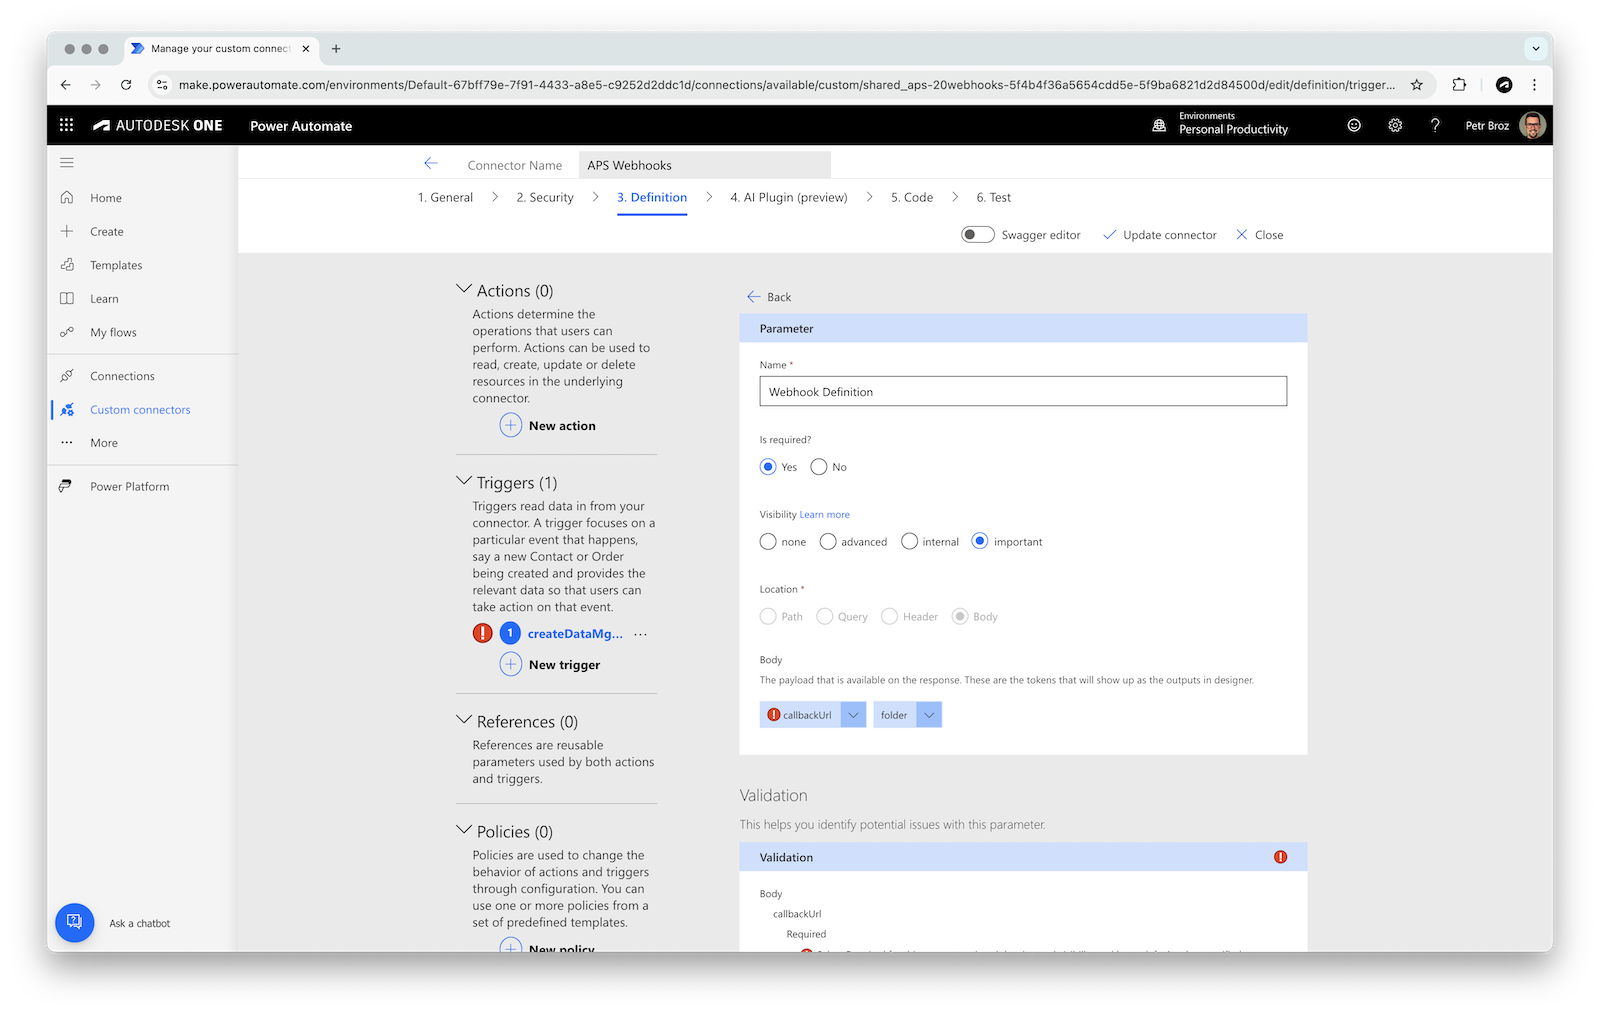 Manage your custom connect
make.powerautomate.com/environments/Default-67bff79e-7f91-4433-a8e5-c9252d2ddc1d/connections/available/custom/shared_aps-20webhooks-5f4b4f36a5654cdd5e-5f9ba6821d2d84500d/edit/definition/trigger...
AUTODESK ONE
Power Automate
Environments
Personal Productivity
Petr Broz
Home
Create
Templates
Learn
My flows
Connections
Custom connectors
More
Power Platform
Ask a chatbot
Connector Name
APS Webhooks
1. General
2. Security
3. Definition
4. AI Plugin (preview)
5. Code
6. Test
Swagger editor
Update connector
Close
Actions (0)
Actions determine the
operations that users can
perform. Actions can be used to
read, create, update or delete
resources in the underlying
connector.
New action
Triggers (1)
Triggers read data in from your
connector. A trigger focuses on a
particular event that happens,
say a new Contact or Order
being created and provides the
relevant data so that users can
take action on that event.
1 createDataMg... ...
New trigger
References (0)
References are reusable
parameters used by both actions
and triggers.
Policies (0)
Policies are used to change the
behavior of actions and triggers
through configuration. You can
use one or more policies from a
set of predefined templates.
New policy
Back
Parameter
Name *
Webhook Definition
Is required?
Yes No
Visibility Learn more
none advanced internal important
Location *
Path Query Header Body
Body
The payload that is available on the response. These are the tokens that will show up as the outputs in designer.
callbackUrl folder
Validation
This helps you identify potential issues with this parameter.
Validation
Body
callbackUrl
Required